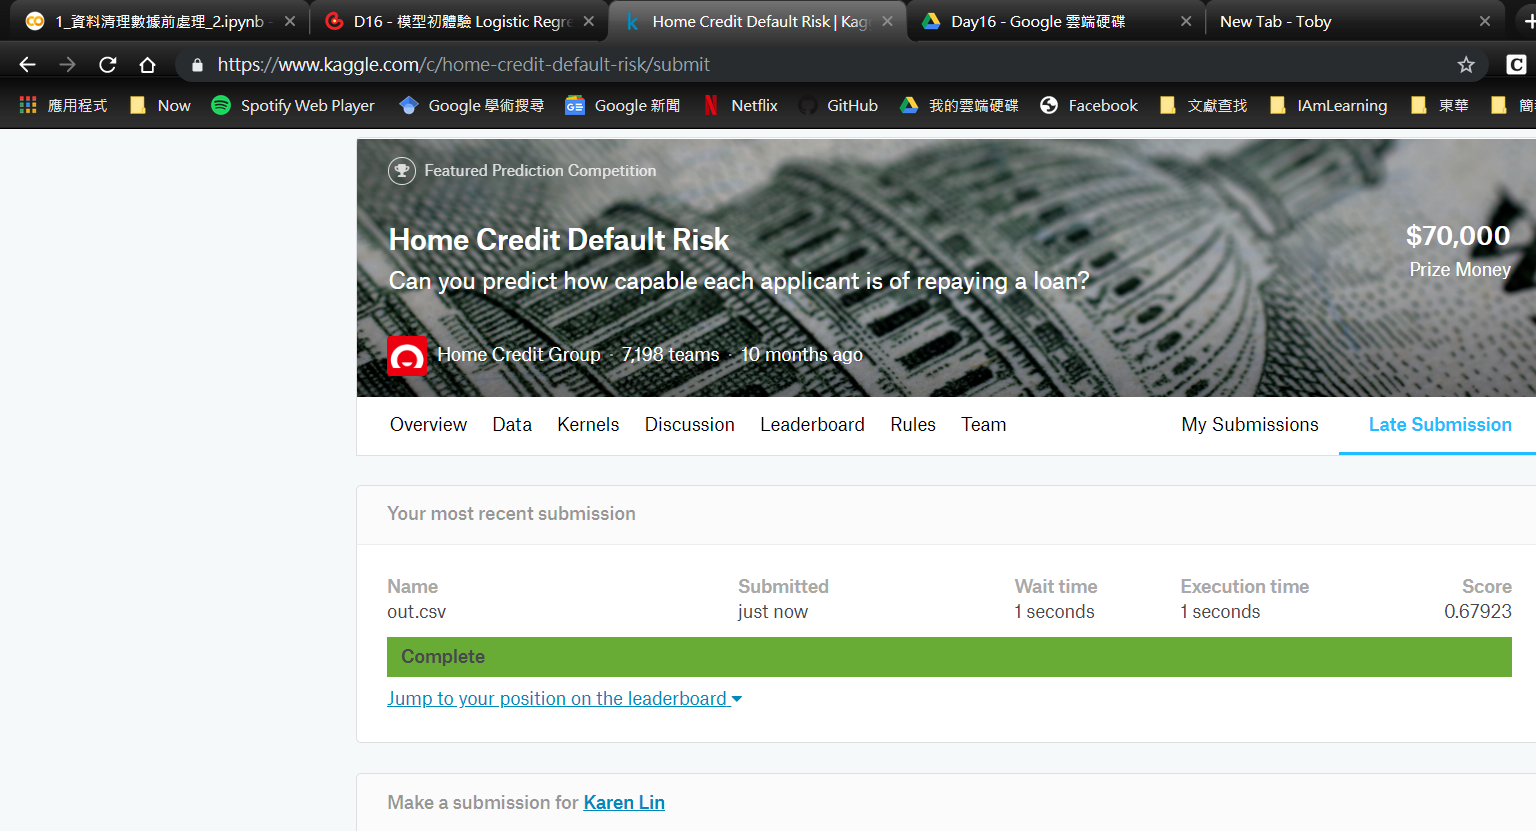 1_資料清理數據前處理_2.ipynb -
D16 - 模型初體驗 Logistic Regre
Home Credit Default Risk | Kag
Day16 - Google 雲端硬碟
New Tab - Toby
https://www.kaggle.com/c/home-credit-default-risk/submit
應用程式 Now Spotify Web Player Google 學術搜尋 Google 新聞 Netflix GitHub 我的雲端硬碟 Facebook 文獻查找 IAmLearning 東華
Featured Prediction Competition
Home Credit Default Risk
$70,000
Can you predict how capable each applicant is of repaying a loan?
Prize Money
Home Credit Group · 7,198 teams · 10 months ago
Overview Data Kernels Discussion Leaderboard Rules Team My Submissions Late Submission
Your most recent submission
Name Submitted Wait time Execution time Score
out.csv just now 1 seconds 1 seconds 0.67923
Complete
Jump to your position on the leaderboard
Make a submission for Karen Lin